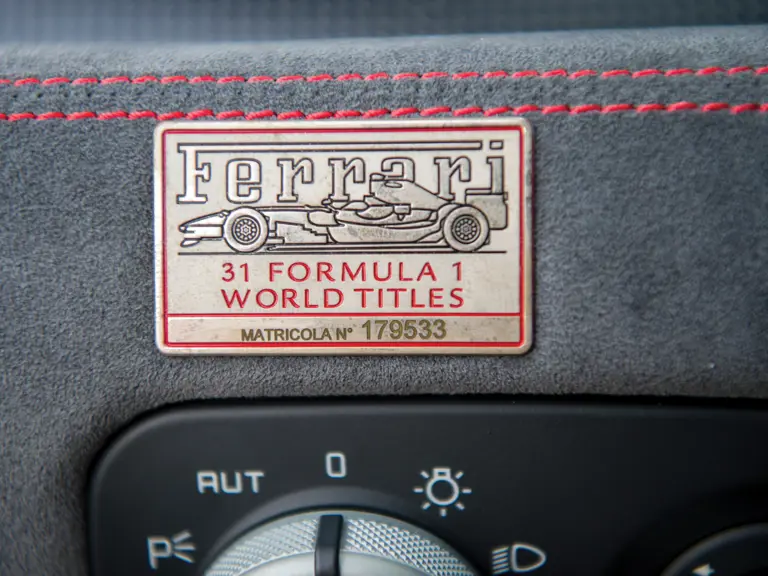 Ferrari
31 FORMULA 1
WORLD TITLES
MATRICOLA N° 179533
0
AUT
P